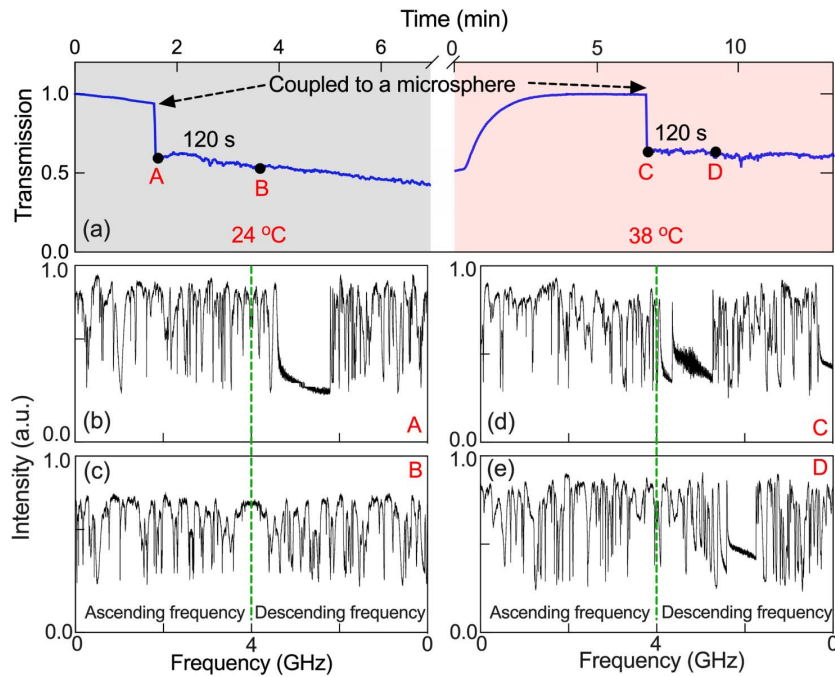 Time (min)
0 2 4 6 0 5 10
Transmission
1.0
0.5
0.0
Coupled to a microsphere
120 s
A
B
120 s
C
D
(a)
24 °C
38 °C
Intensity (a.u.)
1.0
0.0
(b)
A
1.0
0.0
(d)
C
1.0
0.0
(c)
B
Ascending frequency
Descending frequency
1.0
0.0
(e)
D
Ascending frequency
Descending frequency
0 4 0
0 4 0
Frequency (GHz)
Frequency (GHz)